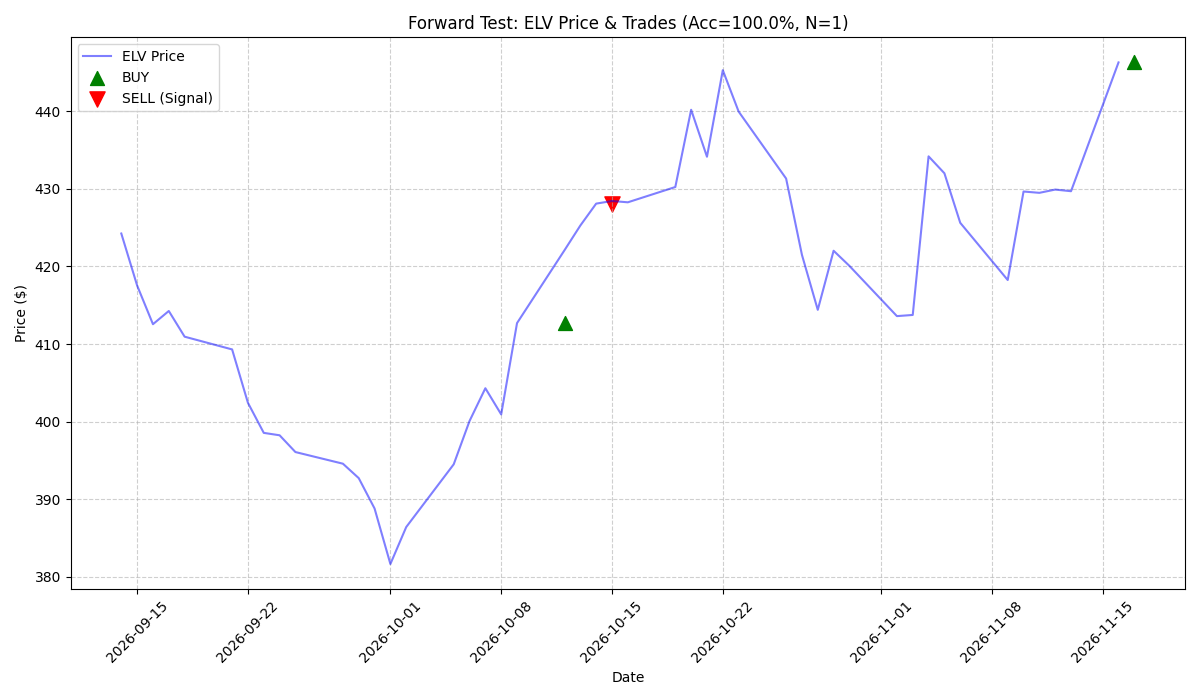 Forward Test: ELV Price & Trades (Acc=100.0%, N=1)
ELV Price
BUY
SELL (Signal)
Price ($)
440
430
420
410
400
390
380
2026-09-15
2026-09-22
2026-10-01
2026-10-08
2026-10-15
2026-10-22
2026-11-01
2026-11-08
2026-11-15
Date